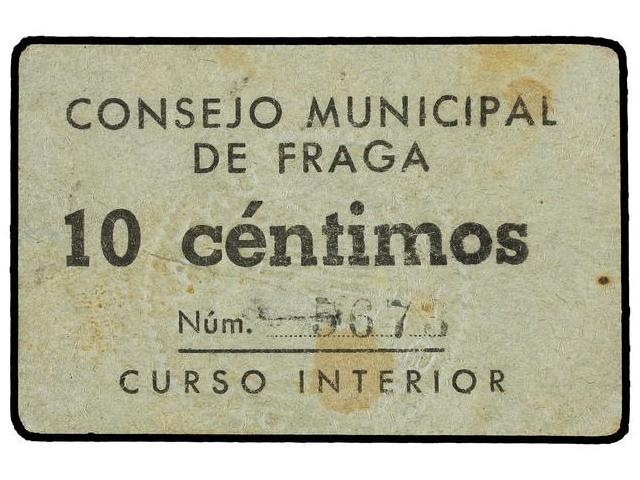 CONSEJO MUNICIPAL
DE FRAGA
10 céntimos
Núm.
CURSO INTERIOR